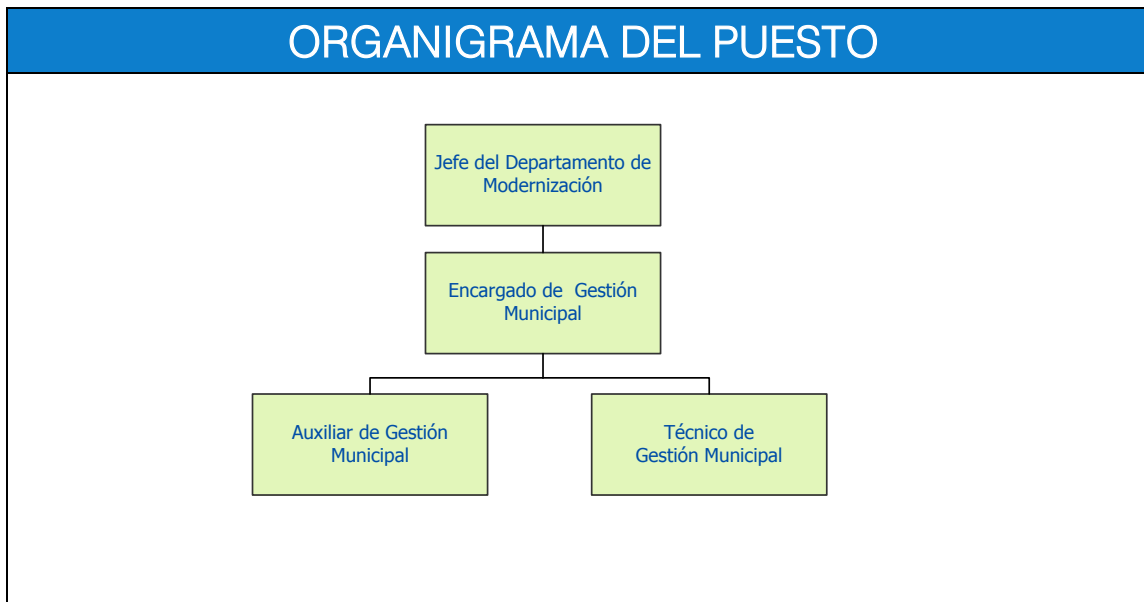 ORGANIGRAMA DEL PUESTO
Jefe del Departamento de
Modernización
Encargado de  Gestión
Municipal
Auxiliar de Gestión
Municipal
Técnico de
Gestión Municipal